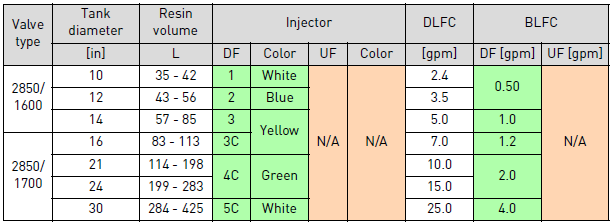 Valve type Tank diameter Resin volume Injector DLFC BLFC
[in] L DF Color UF Color [gpm] DF [gpm] UF [gpm]
2850/1600 10 35 - 42 1 White N/A N/A 2.4 0.50 N/A
12 43 - 56 2 Blue 3.5
14 57 - 85 3 Yellow 5.0 1.0
2850/1700 16 83 - 113 3C 7.0 1.2
21 114 - 198 4C Green 10.0 2.0
24 199 - 283 15.0
30 284 - 425 5C White 25.0 4.0